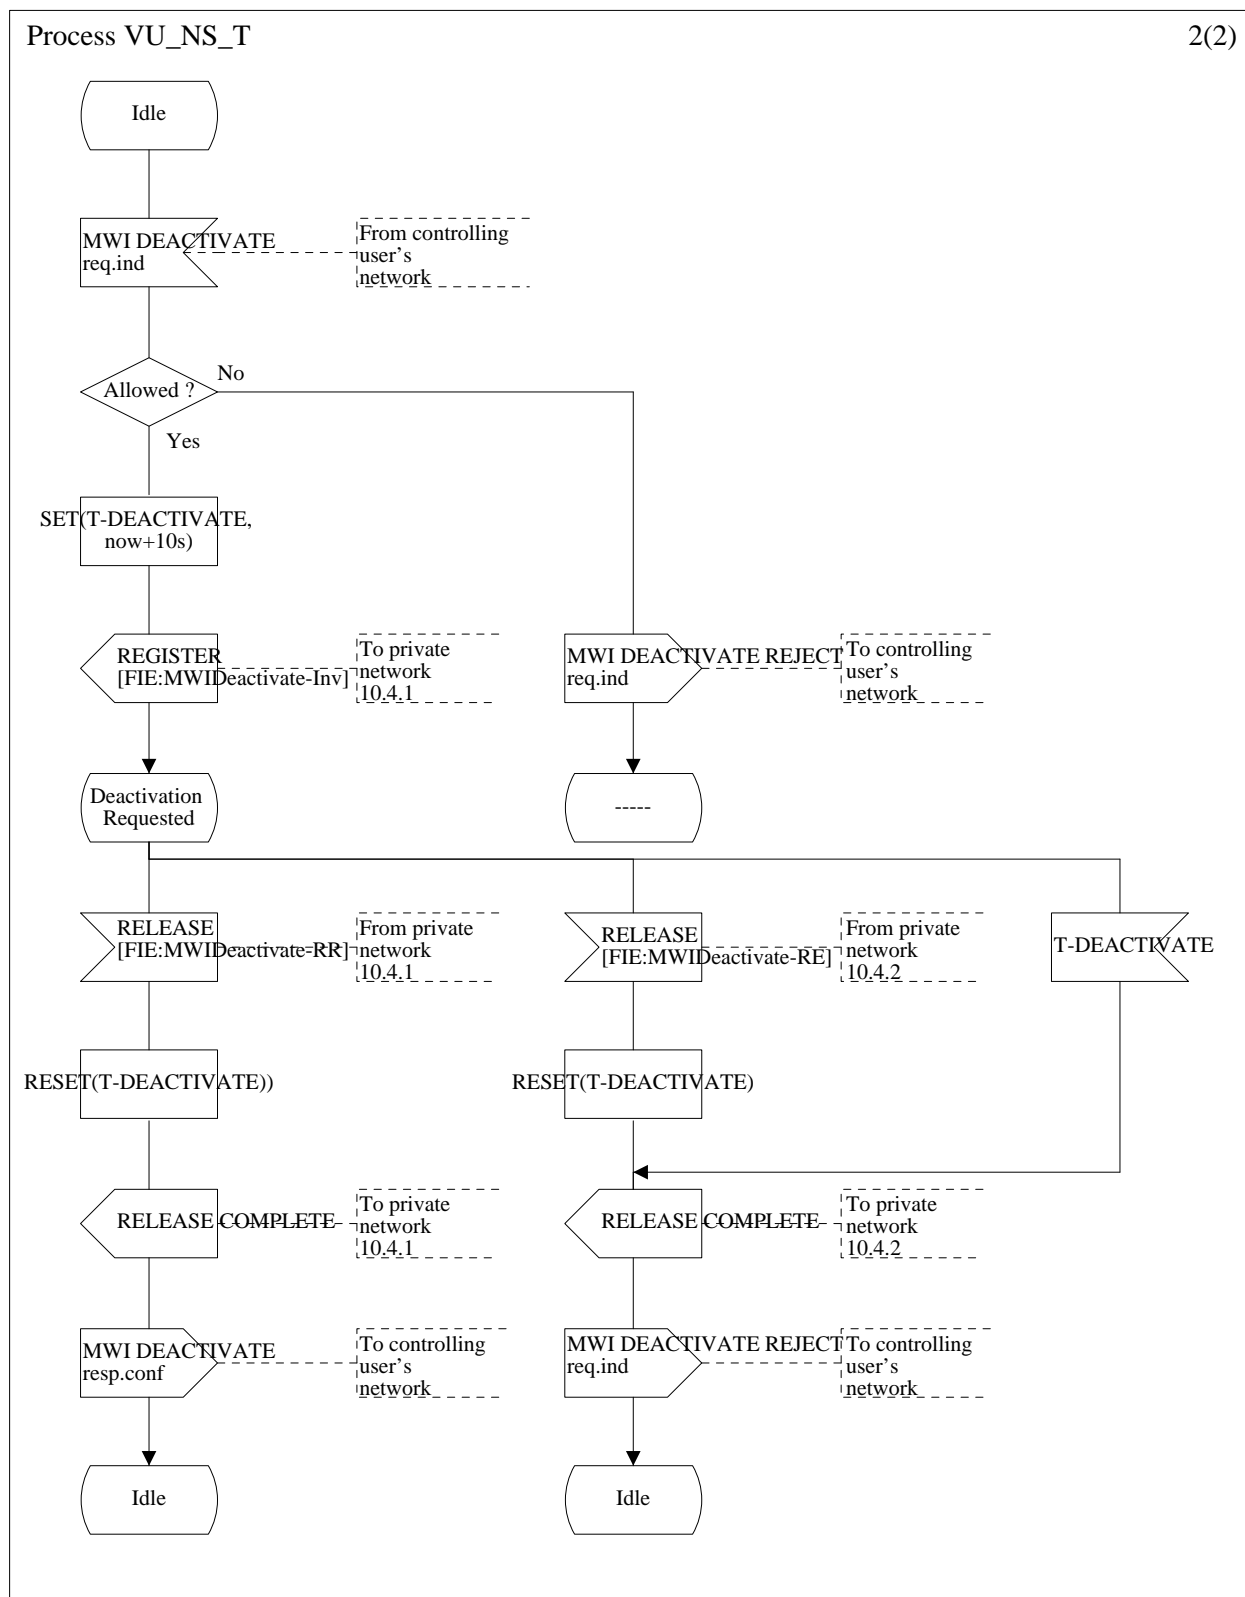 Process VU_NS_T
2(2)
Idle
MWI DEACTIVATE
req.ind
From controlling
user's
network
Allowed ?
No
Yes
SET(T-DEACTIVATE,
now+10s)
REGISTER
[FIE:MWIDeactivate-Inv]
To private
network
10.4.1
MWI DEACTIVATE REJECT
req.ind
To controlling
user's
network
Deactivation
Requested
-----
RELEASE
[FIE:MWIDeactivate-RR]
From private
network
10.4.1
RELEASE
[FIE:MWIDeactivate-RE]
From private
network
10.4.2
T-DEACTIVATE
RESET(T-DEACTIVATE))
RESET(T-DEACTIVATE)
RELEASE COMPLETE
To private
network
10.4.1
RELEASE COMPLETE
To private
network
10.4.2
MWI DEACTIVATE
resp.conf
To controlling
user's
network
MWI DEACTIVATE REJECT
req.ind
To controlling
user's
network
Idle
Idle